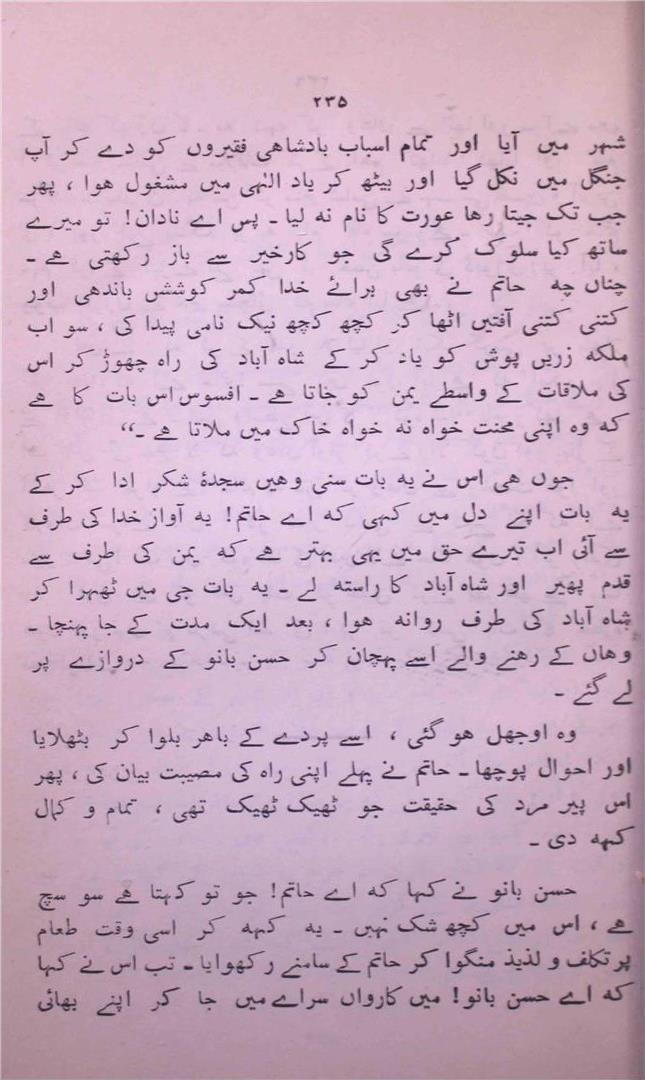 ۲۳۵
شہر میں آیا اور تمام اسباب بادشاہی فقیروں کو دے کر آپ
جنگل میں نکل گیا اور بیٹھ کر یاد الٰہی میں مشغول ہوا ، پھر
جب تک جیتا رہا عورت کا نام نہ لیا ۔ پس اے نادان! تو میرے
ساتھ کیا سلوک کرے گی جو کارخیر سے باز رکھتی ہے ۔
چناں چہ حاتم نے بھی برائے خدا کمر کوشش باندھی اور
کتنی کتنی آفتیں اٹھا کر کچھ کچھ نیک نامی پیدا کی ، سو اب
ملکہ زریں پوش کو یاد کر کے شاہ آباد کی راہ چھوڑ کر اس
کی ملاقات کے واسطے یمن کو جاتا ہے ۔ افسوس اس بات کا ہے
کہ وہ اپنی محنت خواہ نہ خواہ خاک میں ملاتا ہے ۔“
جوں ہی اس نے یہ بات سنی وہیں سجدۂ شکر ادا کر کے
یہ بات اپنے دل میں کہی کہ اے حاتم! یہ آواز خدا کی طرف
سے آئی اب تیرے حق میں یہی بہتر ہے کہ یمن کی طرف سے
قدم پھیر اور شاہ آباد کا راستہ لے ۔ یہ بات جی میں ٹھہرا کر
شاہ آباد کی طرف روانہ ہوا ، بعد ایک مدت کے جا پہنچا ۔
وہاں کے رہنے والے اسے پہچان کر حسن بانو کے دروازے پر
لے گئے ۔
وہ اوجھل ہو گئی ، اسے پردے کے باہر بلوا کر بٹھلایا
اور احوال پوچھا ۔ حاتم نے پہلے اپنی راہ کی مصیبت بیان کی ، پھر
اس پیر مرد کی حقیقت جو ٹھیک ٹھیک تھی ، تمام و کمال
کہہ دی ۔
حسن بانو نے کہا کہ اے حاتم! جو تو کہتا ہے سو سچ
ہے ، اس میں کچھ شک نہیں ۔ یہ کہہ کر اسی وقت طعام
پر تکلف و لذیذ منگوا کر حاتم کے سامنے رکھوایا ۔ تب اس نے کہا
کہ اے حسن بانو! میں کارواں سراے میں جا کر اپنے بھائی